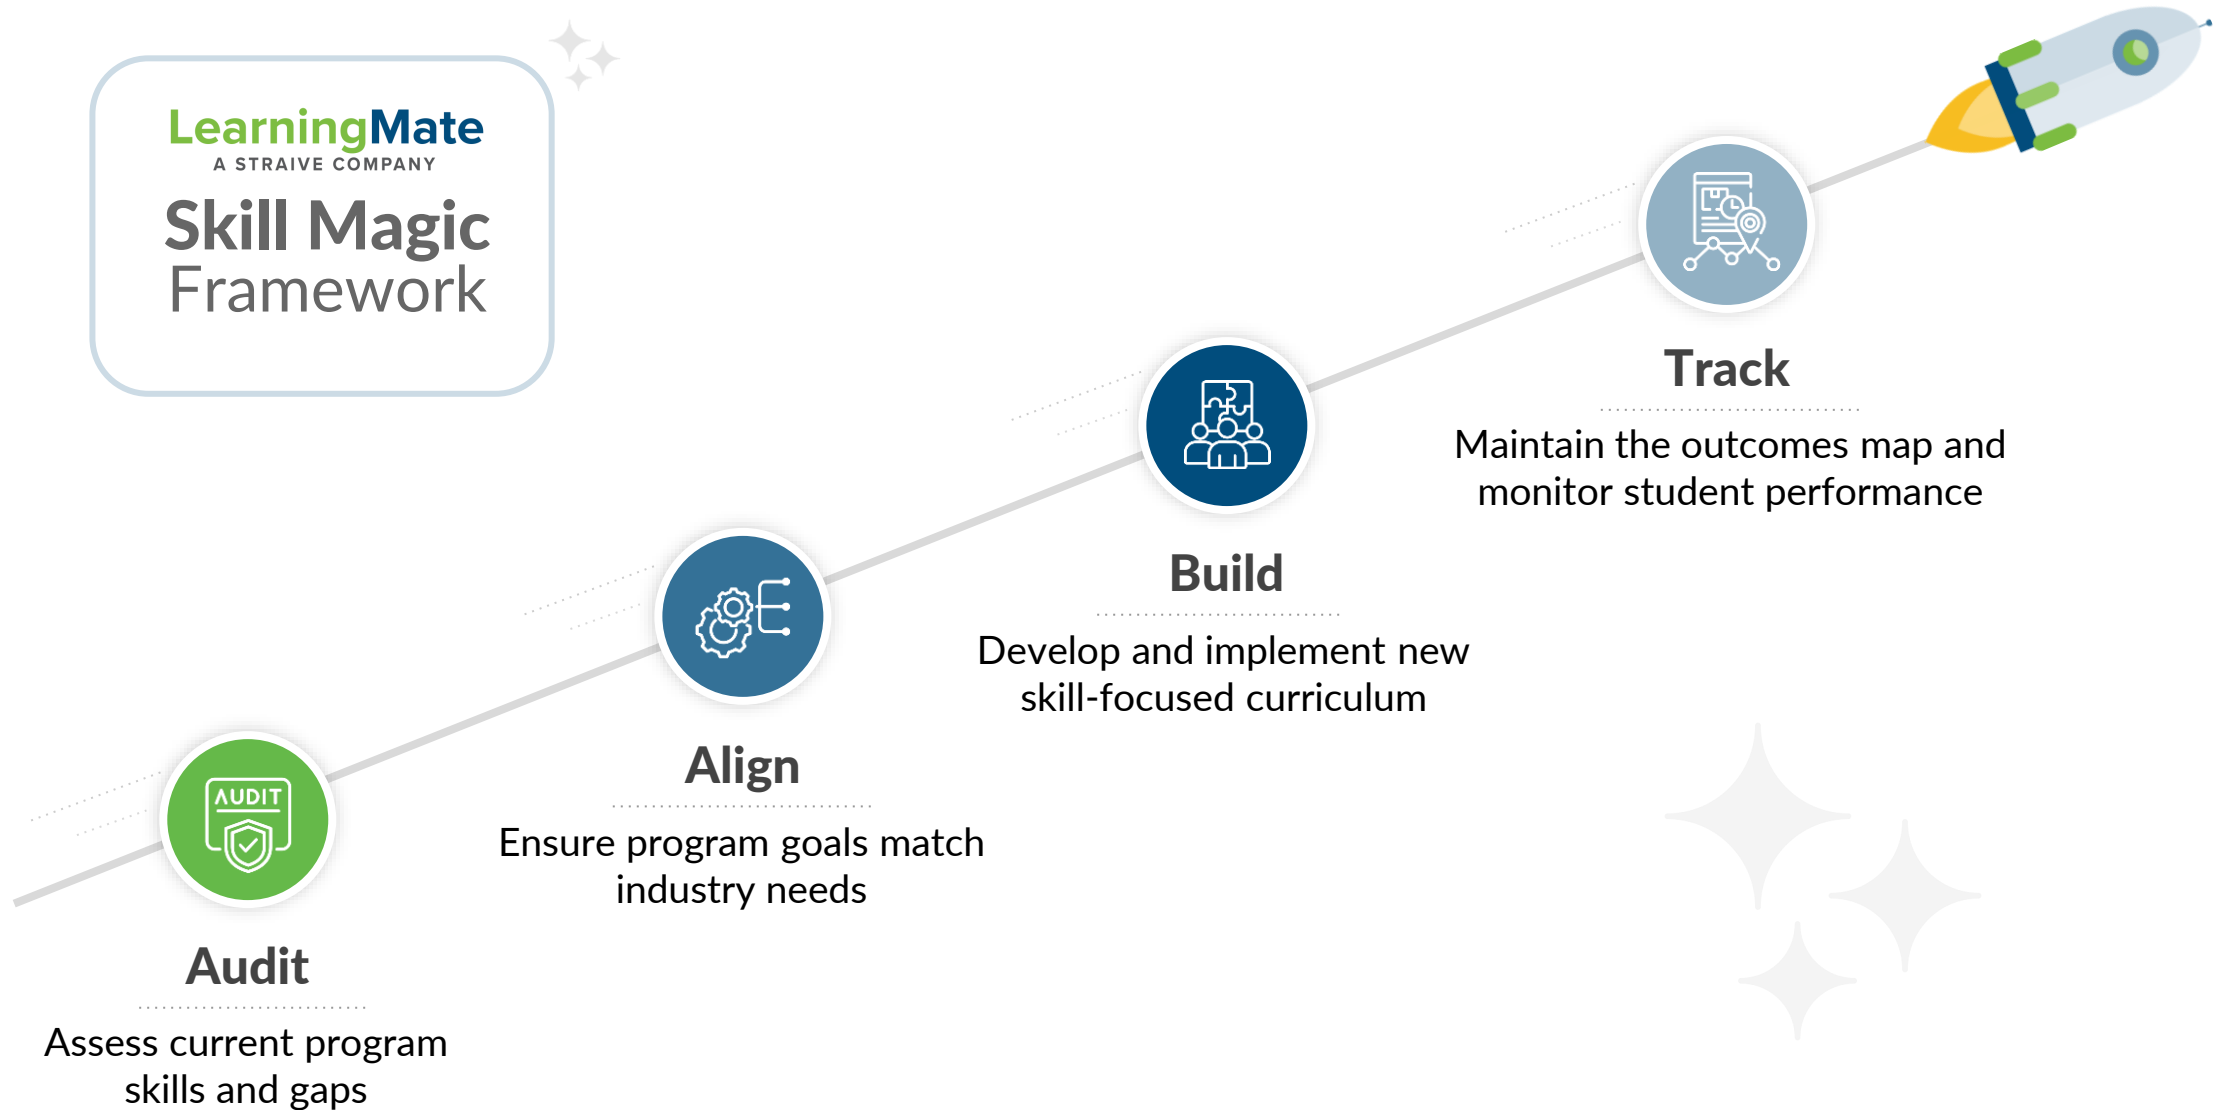 LearningMate
A STRAIVE COMPANY
Skill Magic
Framework
AUDIT
Audit
Assess current program
skills and gaps
Align
Ensure program goals match
industry needs
Build
Develop and implement new
skill-focused curriculum
Track
Maintain the outcomes map and
monitor student performance